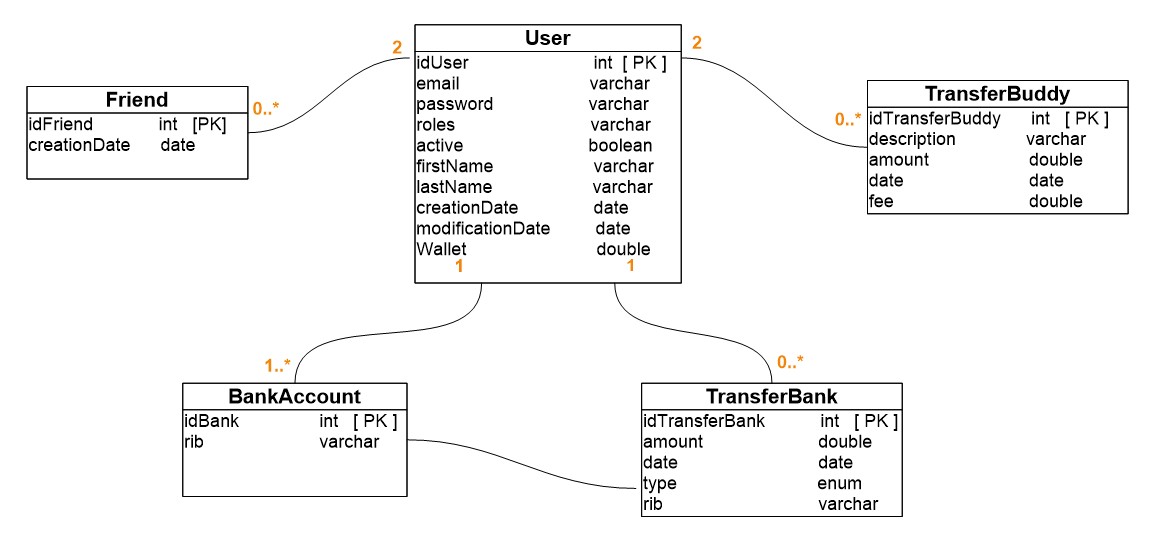 User
2
idUser int [ PK ]
email varchar
password varchar
roles varchar
active boolean
firstName varchar
lastName varchar
creationDate date
modificationDate date
Wallet double
1 1
2
Friend
0..*
idFriend int [PK]
creationDate date
TransferBuddy
0..*
idTransferBuddy int [ PK ]
description varchar
amount double
date date
fee double
1..*
BankAccount
idBank int [ PK ]
rib varchar
0..*
TransferBank
idTransferBank int [ PK ]
amount double
date date
type enum
rib varchar